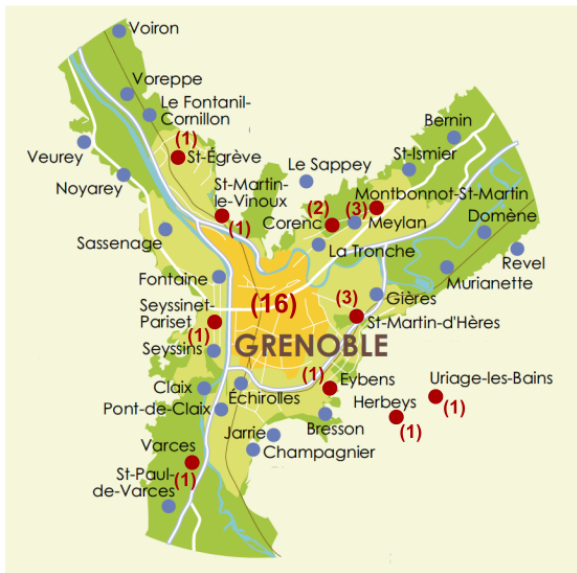 Voiron
Voreppe
Le Fontanil-
Cornillon
(1)
St-Égrève
Veurey
Noyarey
St-Martin-
le-Vinoux
(1)
Sassenage
Le Sappey
Bernin
St-Ismier
Montbonnot-St-Martin
(2)
(3)
Corenc
Meylan
Domène
La Tronche
Revel
Murianette
Fontaine
Gières
(16)
(3)
Seyssinet-
Pariset
(1)
St-Martin-d'Hères
GRENOBLE
Seyssins
(1)
Eybens
Uriage-les-Bains
(1)
Claix
Échirolles
Herbeys
(1)
Pont-de-Claix
Bresson
Jarrie
Champagnier
Varces
(1)
St-Paul-
de-Varces